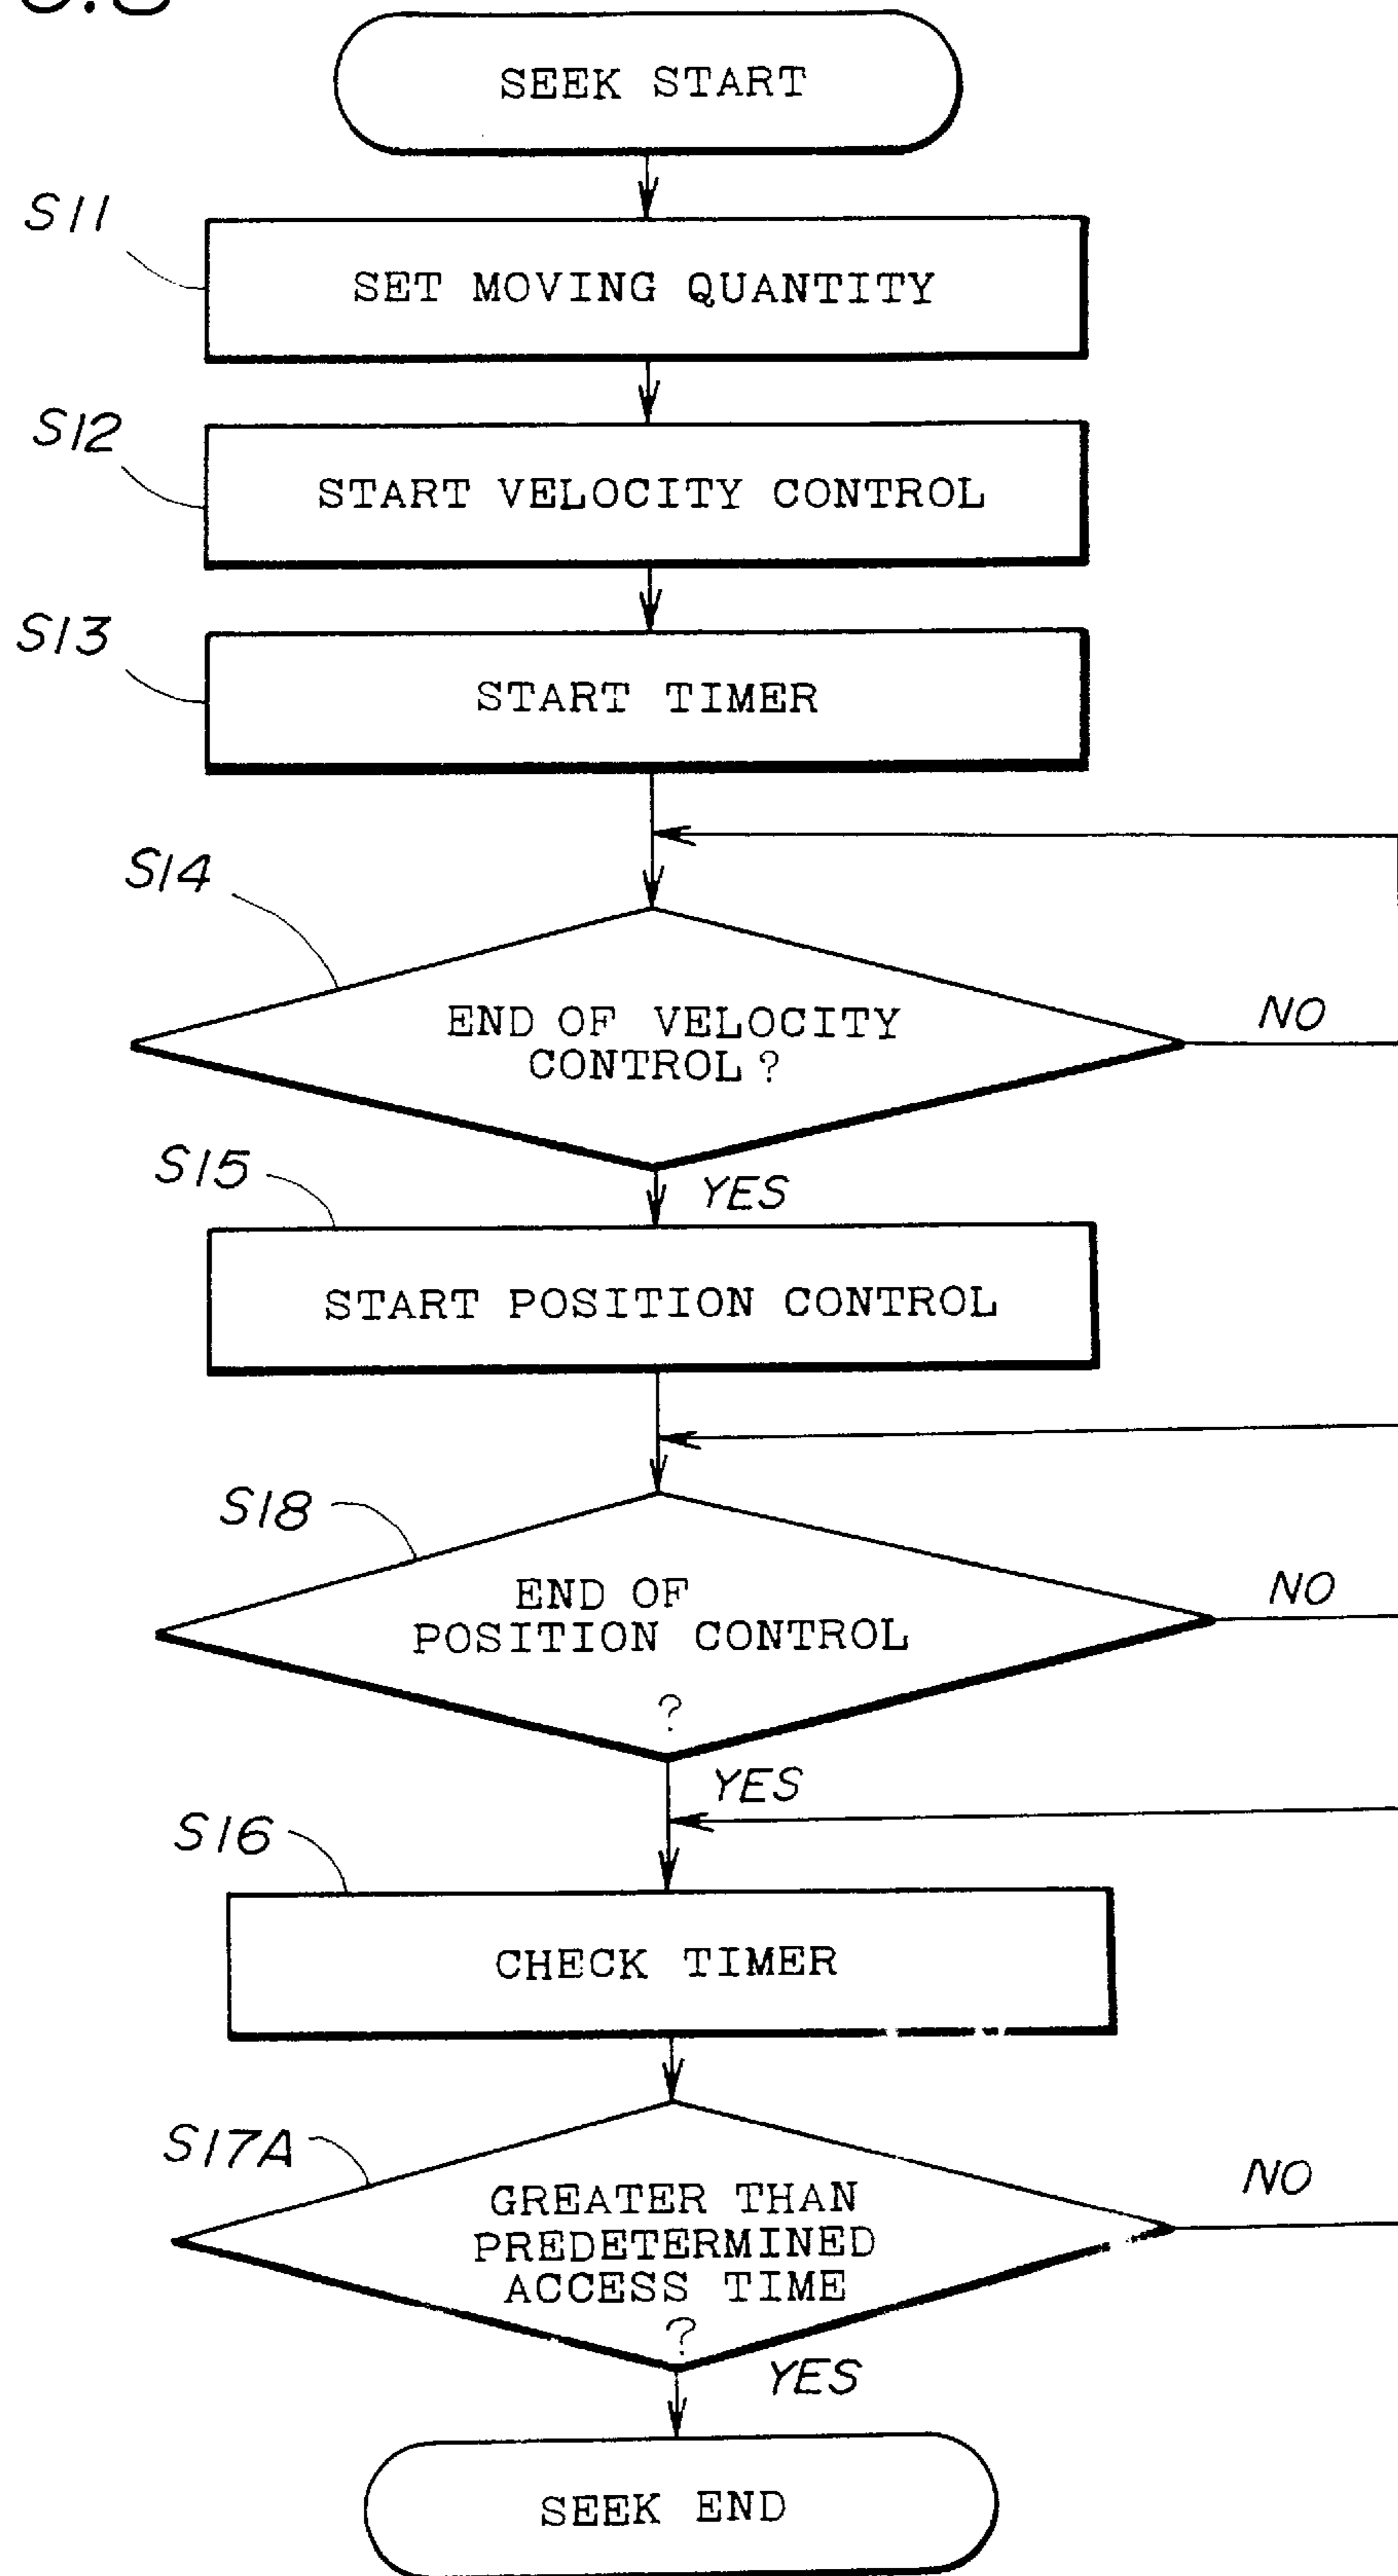 SEEK START
S11
SET MOVING QUANTITY
S12
START VELOCITY CONTROL
S13
START TIMER
S14
END OF VELOCITY
CONTROL ?
NO
S15
YES
START POSITION CONTROL
S18
END OF
POSITION CONTROL
?
NO
YES
S16
CHECK TIMER
S17A
GREATER THAN
PREDETERMINED
ACCESS TIME
?
NO
YES
SEEK END